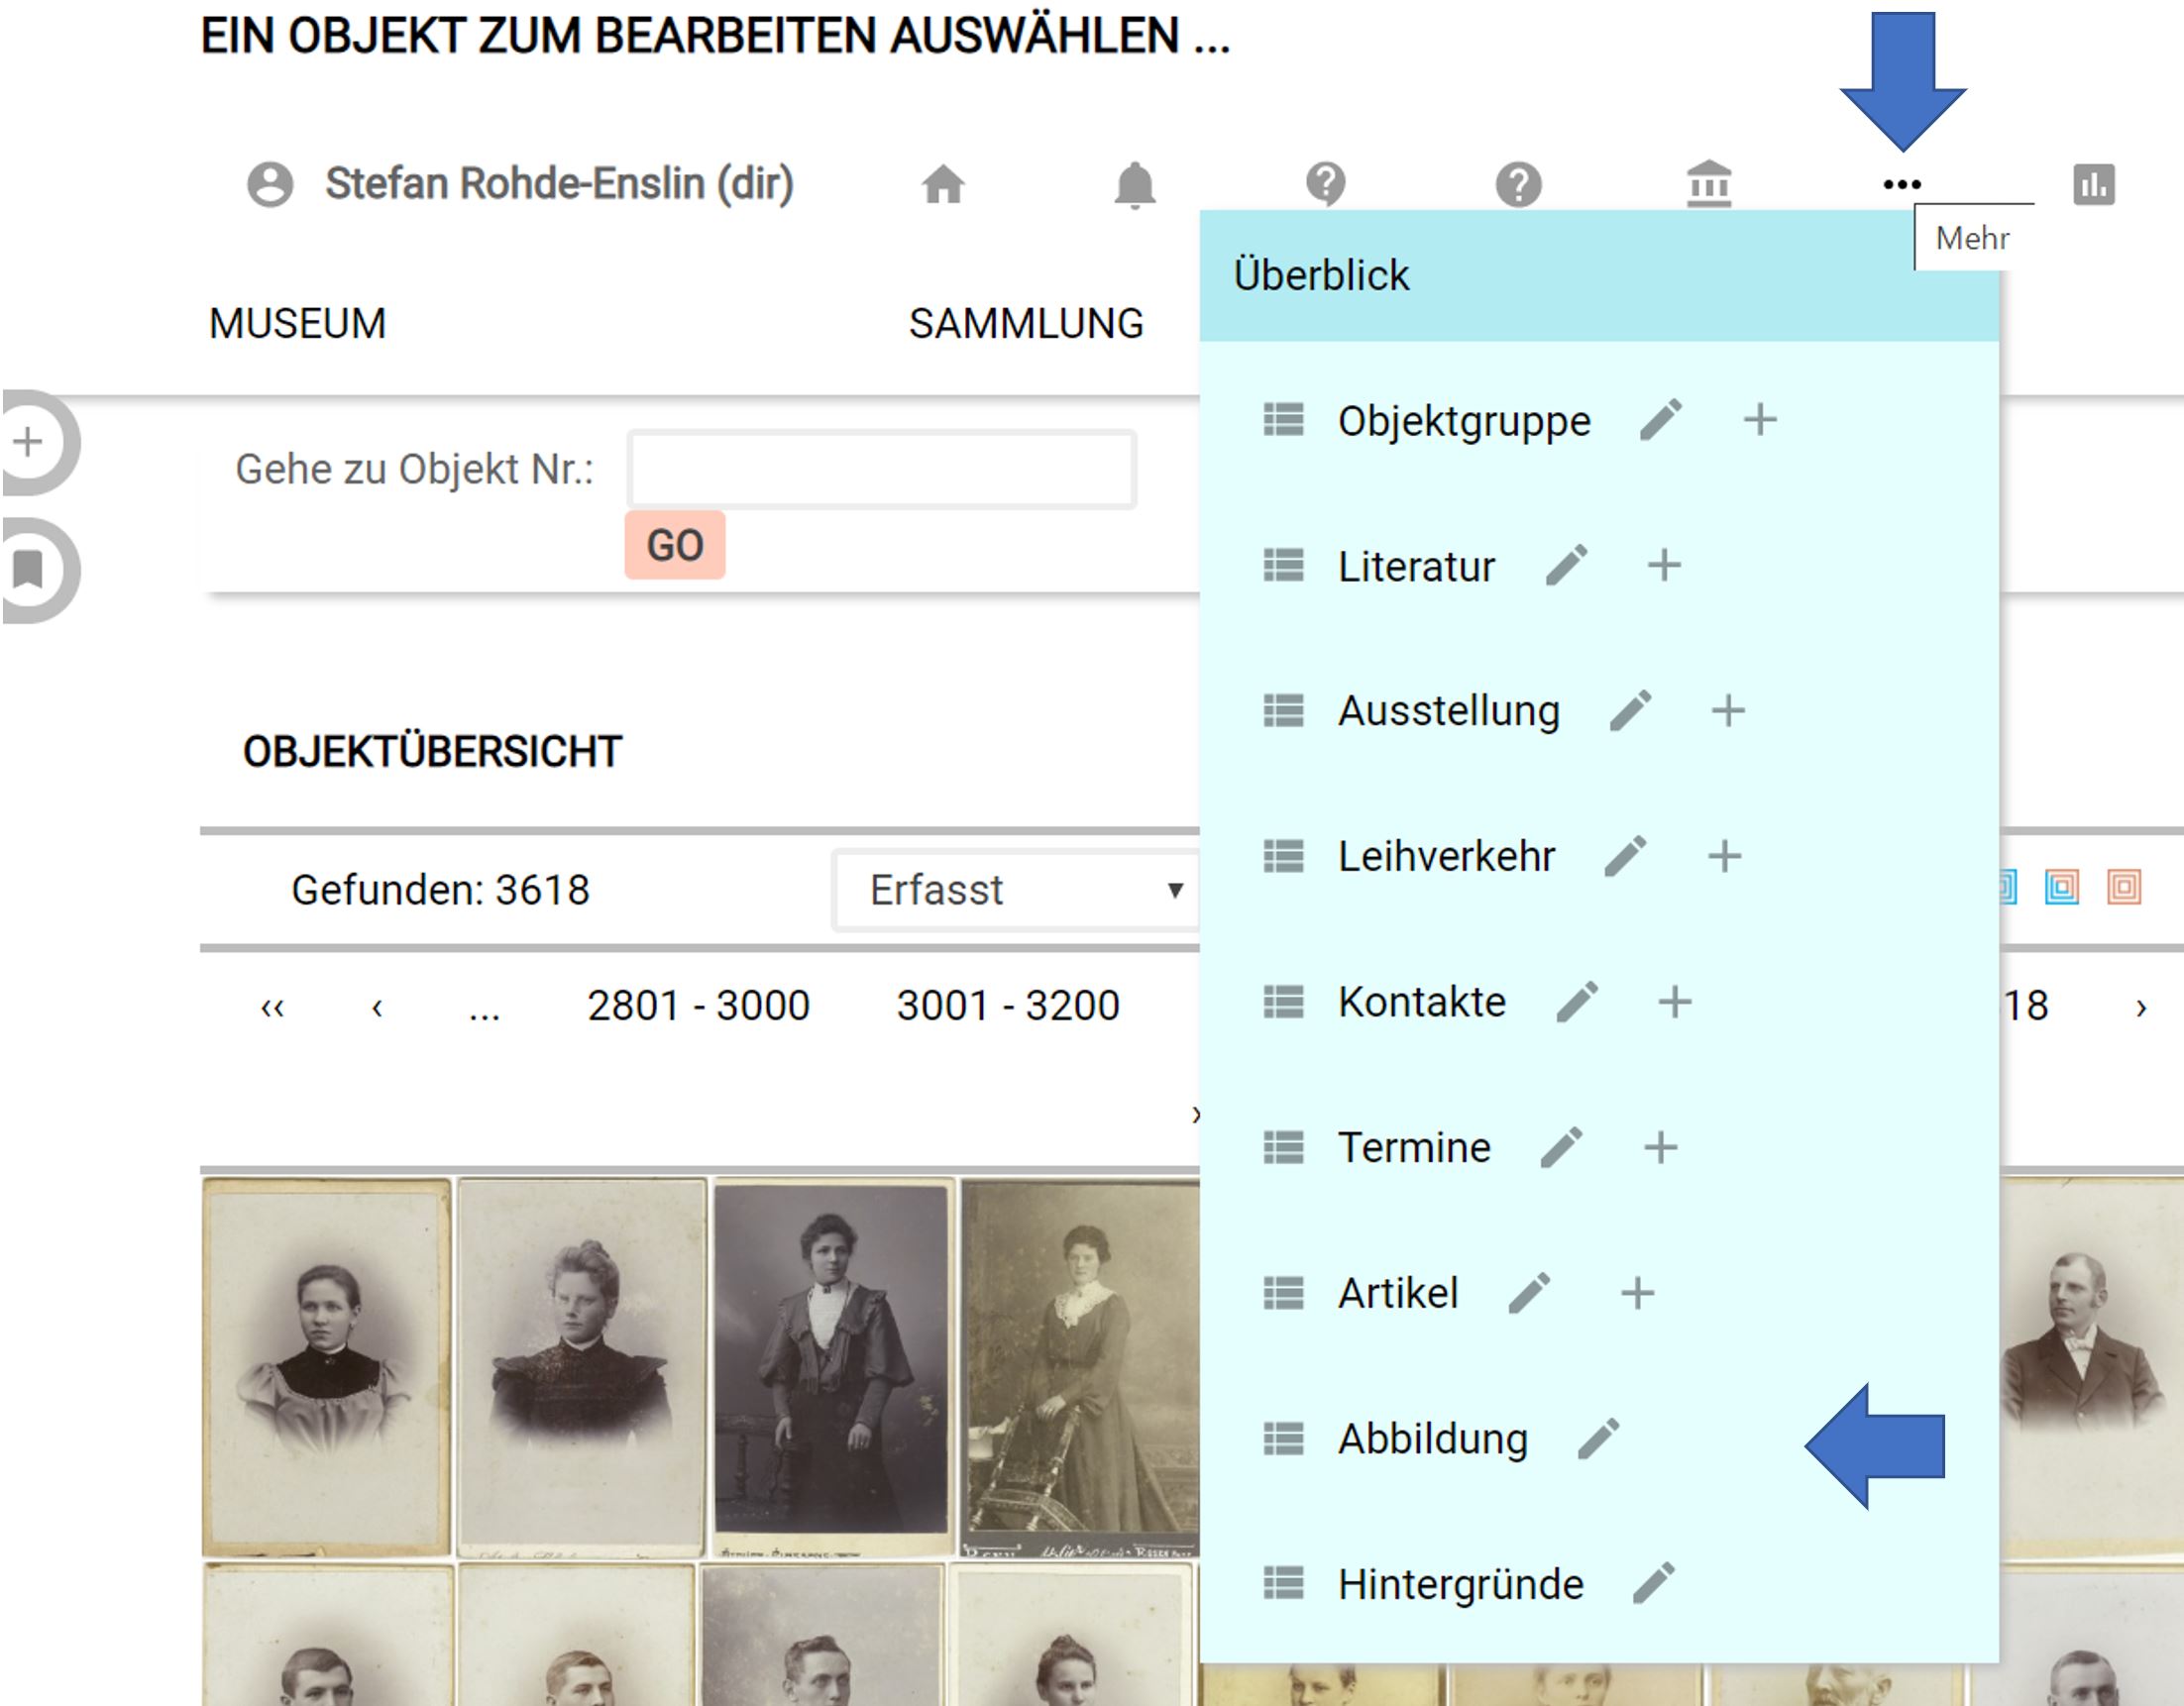 EIN OBJEKT ZUM BEARBEITEN AUSWÄHLEN ...
Stefan Rohde-Enslin (dir)
Mehr
MUSEUM
SAMMLUNG
Überblick
Objektgruppe
Literatur
Ausstellung
Leihverkehr
Kontakte
Termine
Artikel
Abbildung
Hintergründe
Gehe zu Objekt Nr.:
GO
OBJEKTÜBERSICHT
Gefunden: 3618
Erfasst
‹‹ ‹ ... 2801 - 3000 3001 - 3200 18 ›